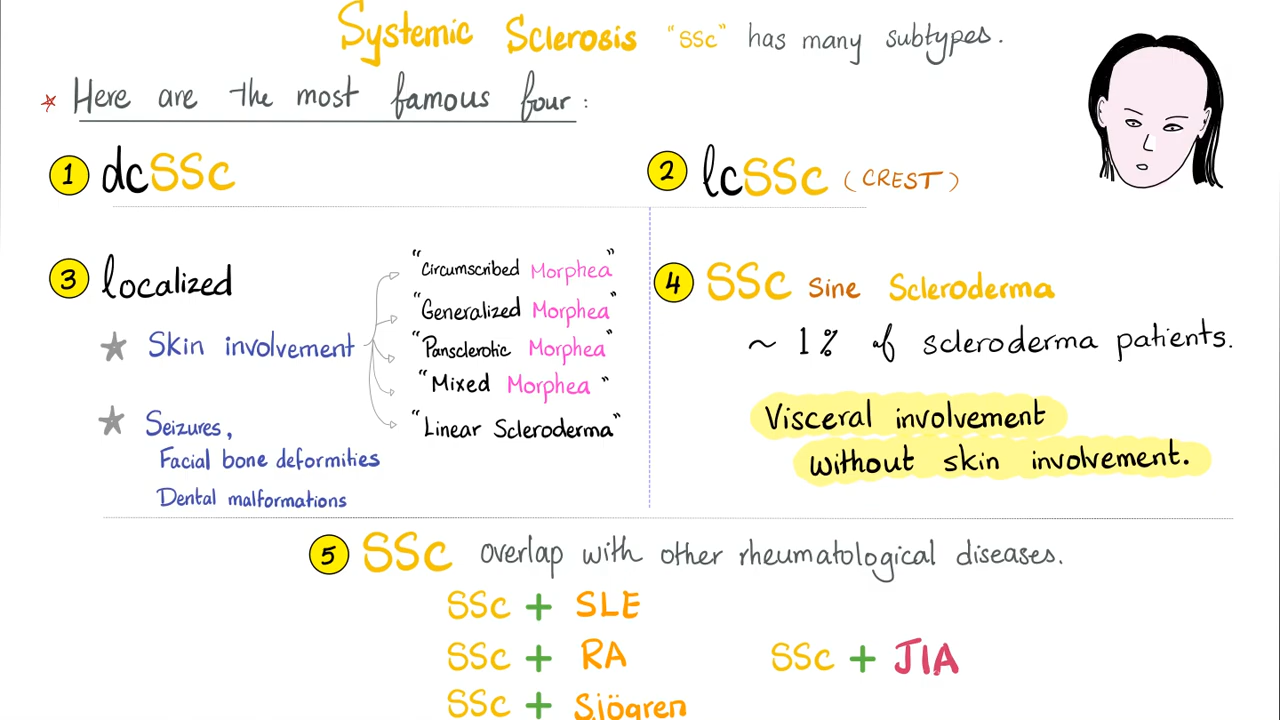 Systemic Sclerosis "SSc" has many subtypes.
* Here are the most famous four:
1 dcSSc
2 lcSSc (CREST)
3 localized
Skin involvement
"Circumscribed Morphea"
"Generalized Morphea"
"Pansclerotic Morphea"
"Mixed Morphea"
"Linear Scleroderma"
Seizures,
Facial bone deformities
Dental malformations
4 SSc Sine Scleroderma
~ 1% of scleroderma patients.
Visceral involvement
without skin involvement.
5 SSc overlap with other rheumatological diseases.
SSc + SLE
SSc + RA
SSc + JIA
SSc + Sjögren